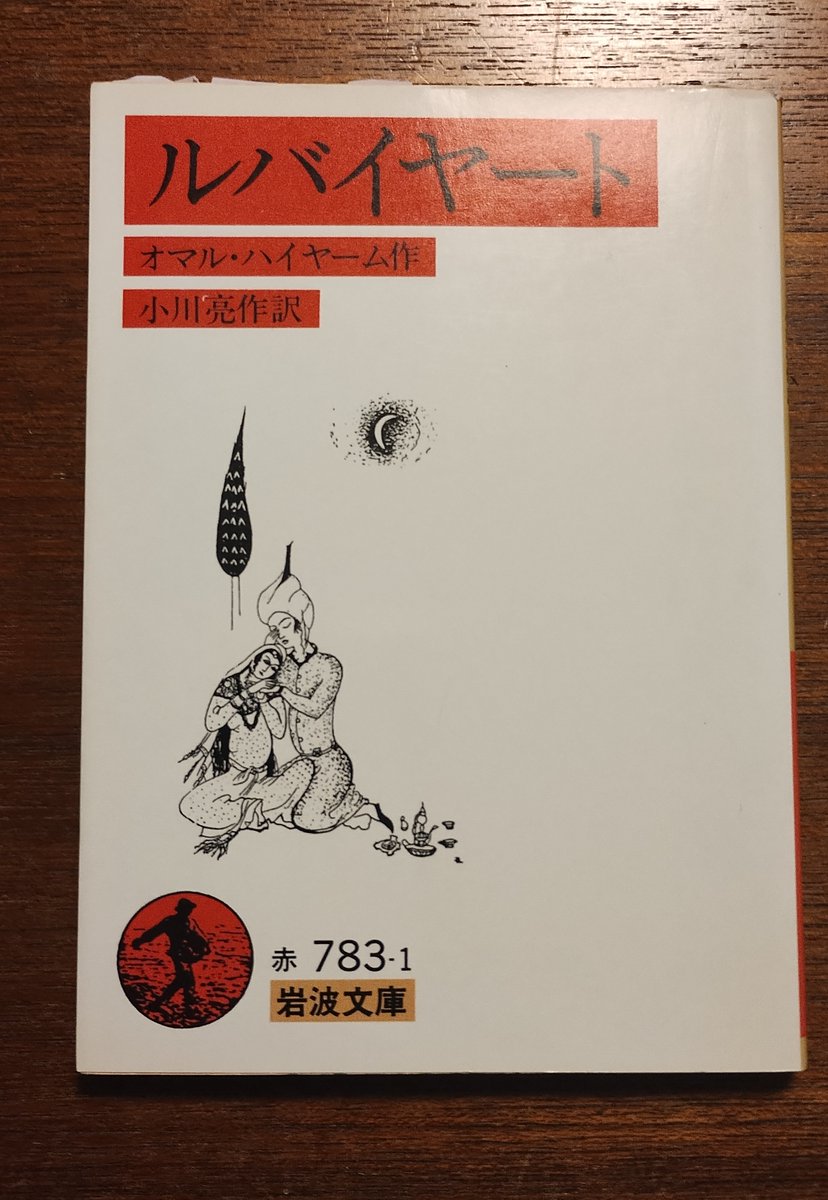 ルバイヤート
オマル・ハイヤーム作
小川亮作訳
赤 783-1
岩波文庫